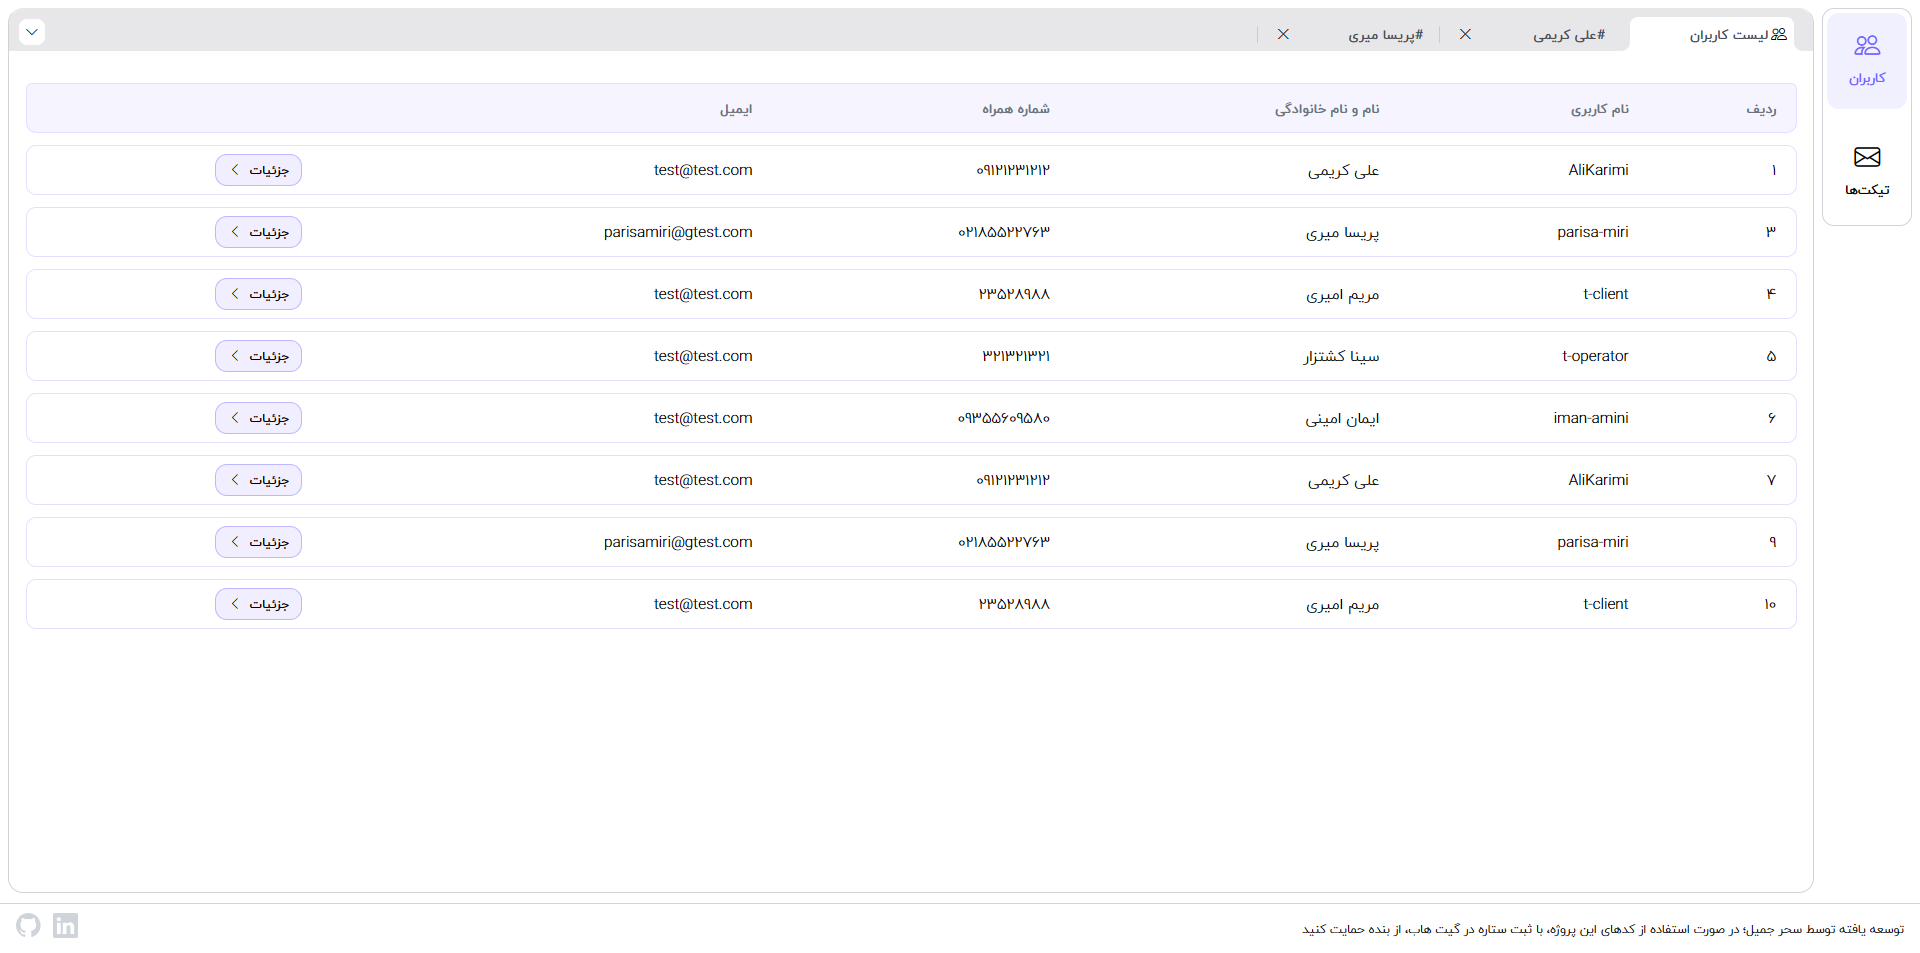 لیست کاربران #علی کریمی #پریسا میری
کاربران
تیکت‌ها
ردیف نام کاربری نام و نام خانوادگی شماره همراه ایمیل
۱ AliKarimi علی کریمی ۰۹۱۲۱۲۳۱۲۱۲ test@test.com جزئیات
۳ parisa-miri پریسا میری ۰۲۱۸۵۵۲۲۷۶۳ parisamiri@gtest.com جزئیات
۴ t-client مریم امیری ۲۳۵۲۸۹۸۸ test@test.com جزئیات
۵ t-operator سینا کشتزار ۳۲۱۳۲۱۳۲۱ test@test.com جزئیات
۶ iman-amini ایمان امینی ۰۹۳۵۵۶۰۹۵۸۰ test@test.com جزئیات
۷ AliKarimi علی کریمی ۰۹۱۲۱۲۳۱۲۱۲ test@test.com جزئیات
۹ parisa-miri پریسا میری ۰۲۱۸۵۵۲۲۷۶۳ parisamiri@gtest.com جزئیات
۱۰ t-client مریم امیری ۲۳۵۲۸۹۸۸ test@test.com جزئیات
توسعه یافته توسط سحر جمیل؛ در صورت استفاده از کدهای این پروژه، با ثبت ستاره در گیت هاب، از بنده حمایت کنید